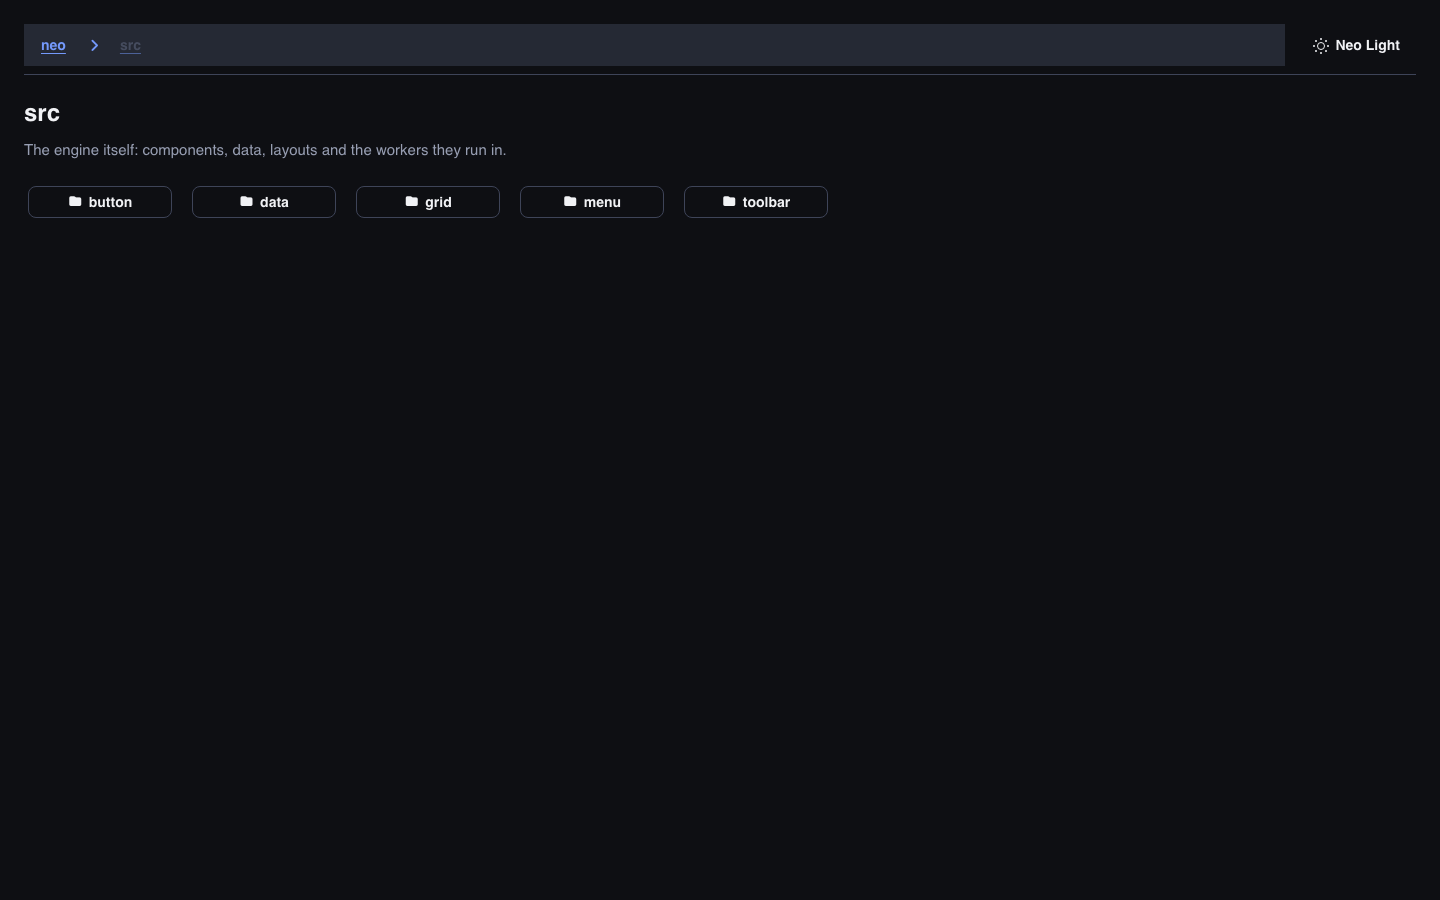 neo > src
Neo Light
src
The engine itself: components, data, layouts and the workers they run in.
button
data
grid
menu
toolbar